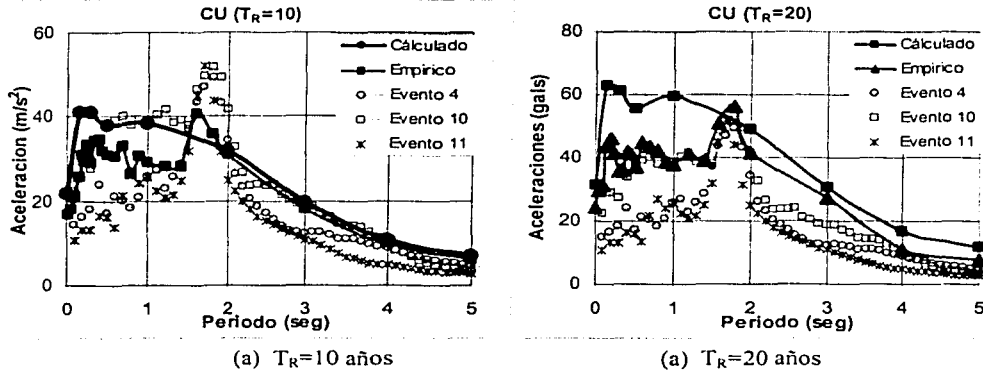 CU (T_R=10)
Aceleracion (m/s²)
60
40
20
0
Cálculado
Empírico
Evento 4
Evento 10
Evento 11
0 1 2 3 4 5
Periodo (seg)
(a) T_R=10 años
CU (T_R=20)
Aceleraciones (gals)
80
60
40
20
0
Cálculado
Empírico
Evento 4
Evento 10
Evento 11
0 1 2 3 4 5
Periodo (seg)
(a) T_R=20 años